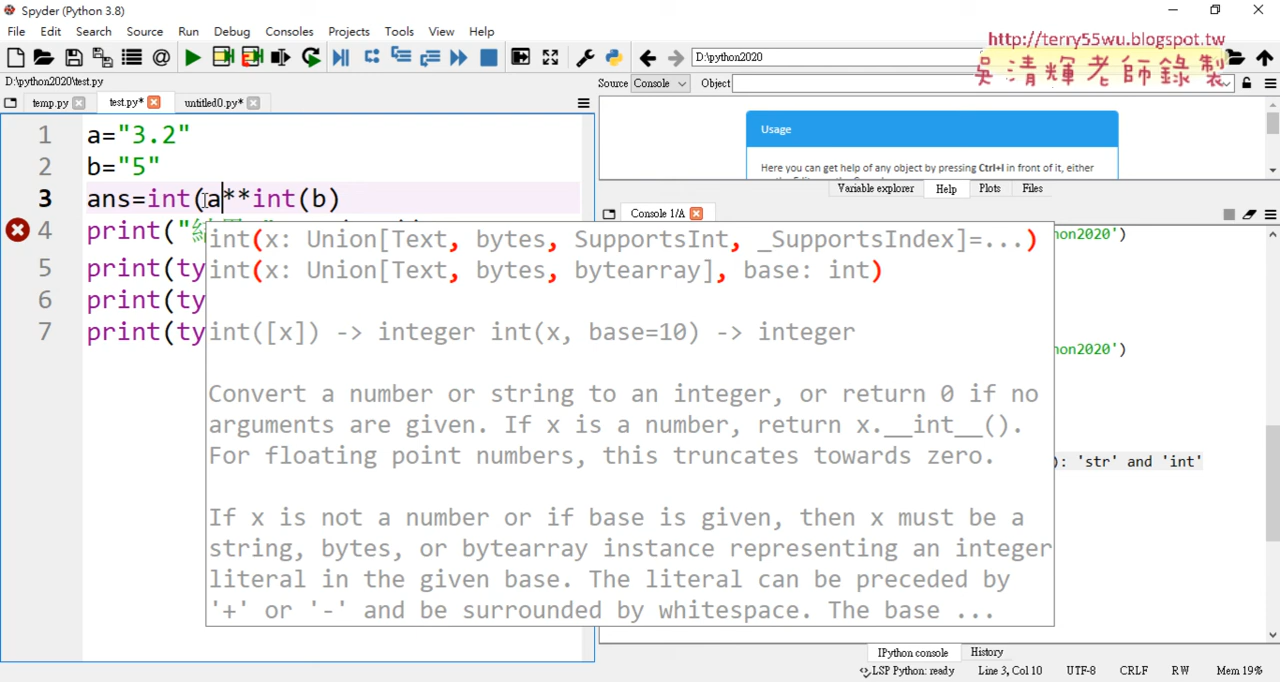 Spyder (Python 3.8)
File Edit Search Source Run Debug Consoles Projects Tools View Help
http://terry55wu.blogspot.tw
吳清輝老師錄製
D:\python2020
D:\python2020\test.py
Source Console Object
temp.py test.py* untitled0.py*
Usage
Here you can get help of any object by pressing Ctrl+I in front of it, either
Variable explorer Help Plots Files
Console 1/A
1 a="3.2"
2 b="5"
3 ans=int(a**int(b)
4 print("結果
5 print(ty
6 print(ty
7 print(ty
int(x: Union[Text, bytes, SupportsInt, _SupportsIndex]=...)
int(x: Union[Text, bytes, bytearray], base: int)
int([x]) -> integer int(x, base=10) -> integer
Convert a number or string to an integer, or return 0 if no
arguments are given. If x is a number, return x.__int__().
For floating point numbers, this truncates towards zero.
If x is not a number or if base is given, then x must be a
string, bytes, or bytearray instance representing an integer
literal in the given base. The literal can be preceded by
'+' or '-' and be surrounded by whitespace. The base ...
hon2020')
hon2020')
): 'str' and 'int'
IPython console History
LSP Python: ready Line 3, Col 10 UTF-8 CRLF RW Mem 19%